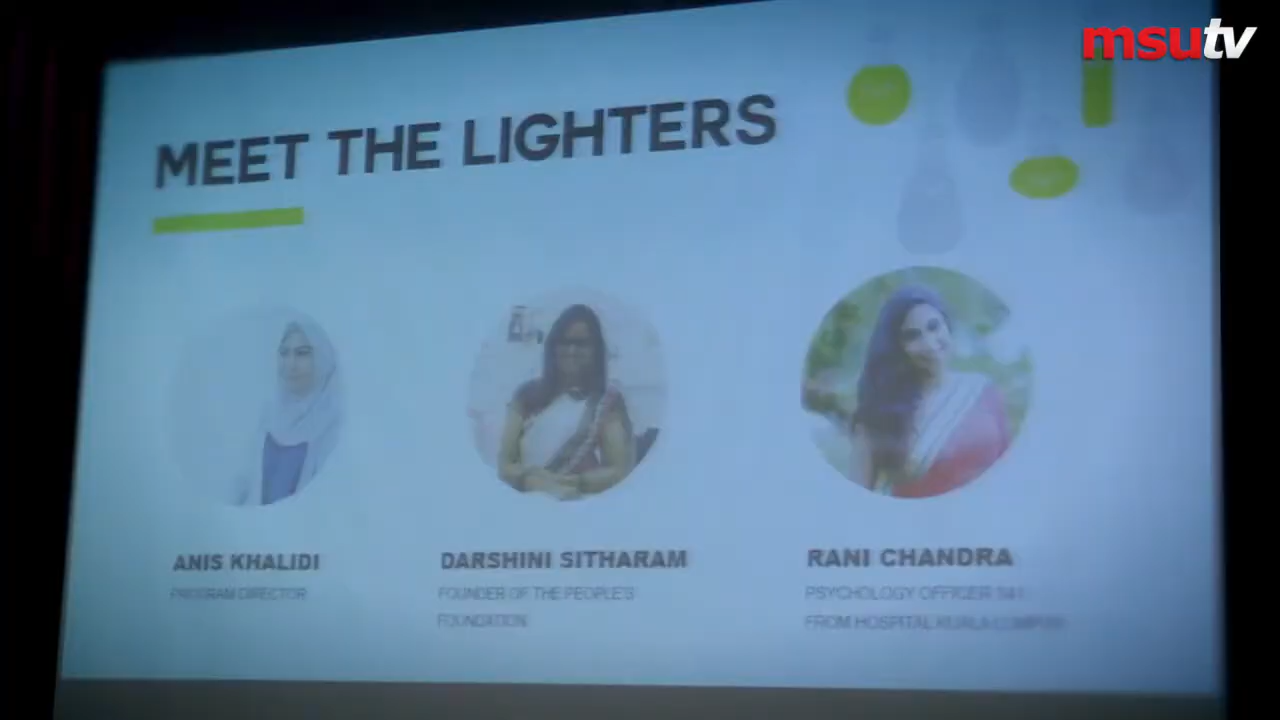 msutv
MEET THE LIGHTERS
ANIS KHALIDI
PROGRAM DIRECTOR
DARSHINI SITHARAM
FOUNDER OF THE PEOPLE'S
FOUNDATION
RANI CHANDRA
PSYCHOLOGY OFFICER
FROM HOSPITAL KUALA LUMPUR